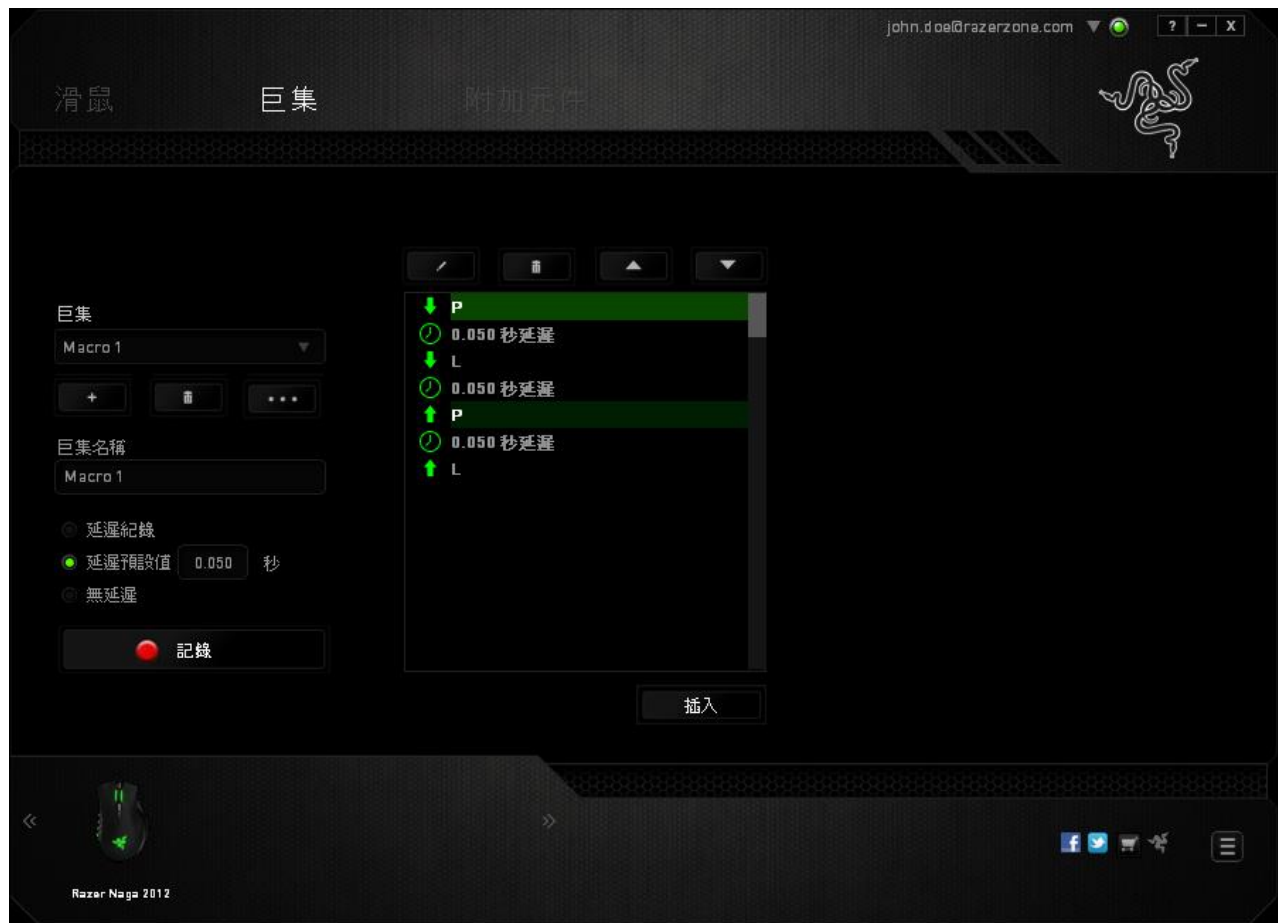 john.doe@razerzone.com
? – X
滑鼠
巨集
附加元件
巨集
Macro 1
巨集名稱
Macro 1
延遲紀錄
延遲預設值 0.050 秒
無延遲
記錄
P
0.050 秒延遲
L
0.050 秒延遲
P
0.050 秒延遲
L
插入
Razer Naga 2012